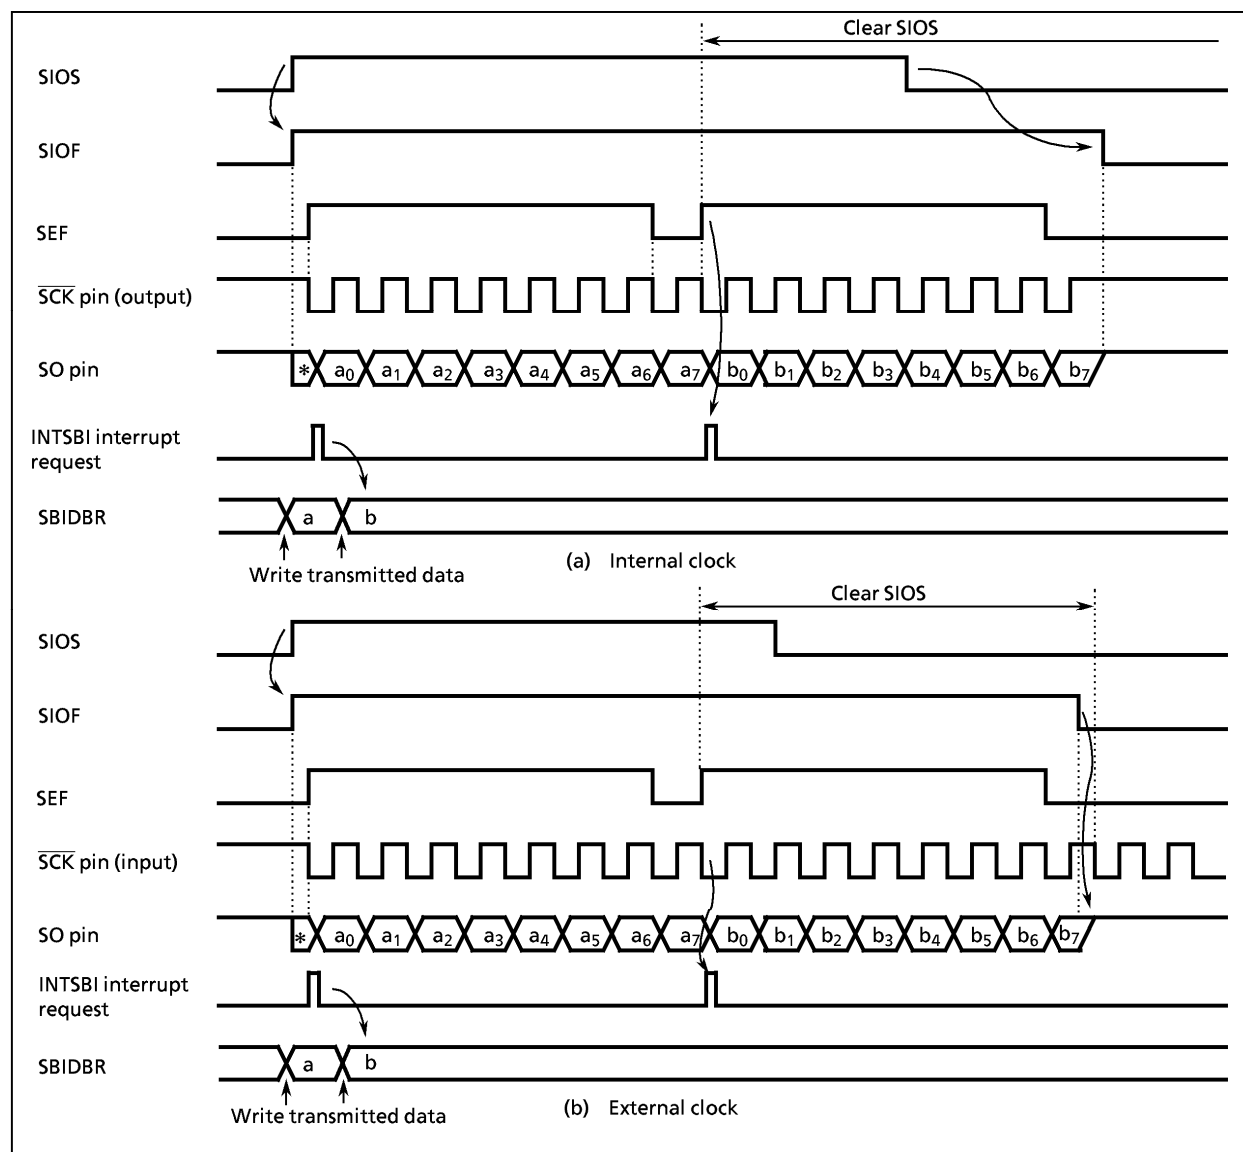 Clear SIOS
SIOS
SIOF
SEF
SCK pin (output)
SO pin
* a0 a1 a2 a3 a4 a5 a6 a7 b0 b1 b2 b3 b4 b5 b6 b7
INTSBI interrupt
request
SBIDBR
a b
Write transmitted data
(a) Internal clock
Clear SIOS
SIOS
SIOF
SEF
SCK pin (input)
SO pin
* a0 a1 a2 a3 a4 a5 a6 a7 b0 b1 b2 b3 b4 b5 b6 b7
INTSBI interrupt
request
SBIDBR
a b
Write transmitted data
(b) External clock